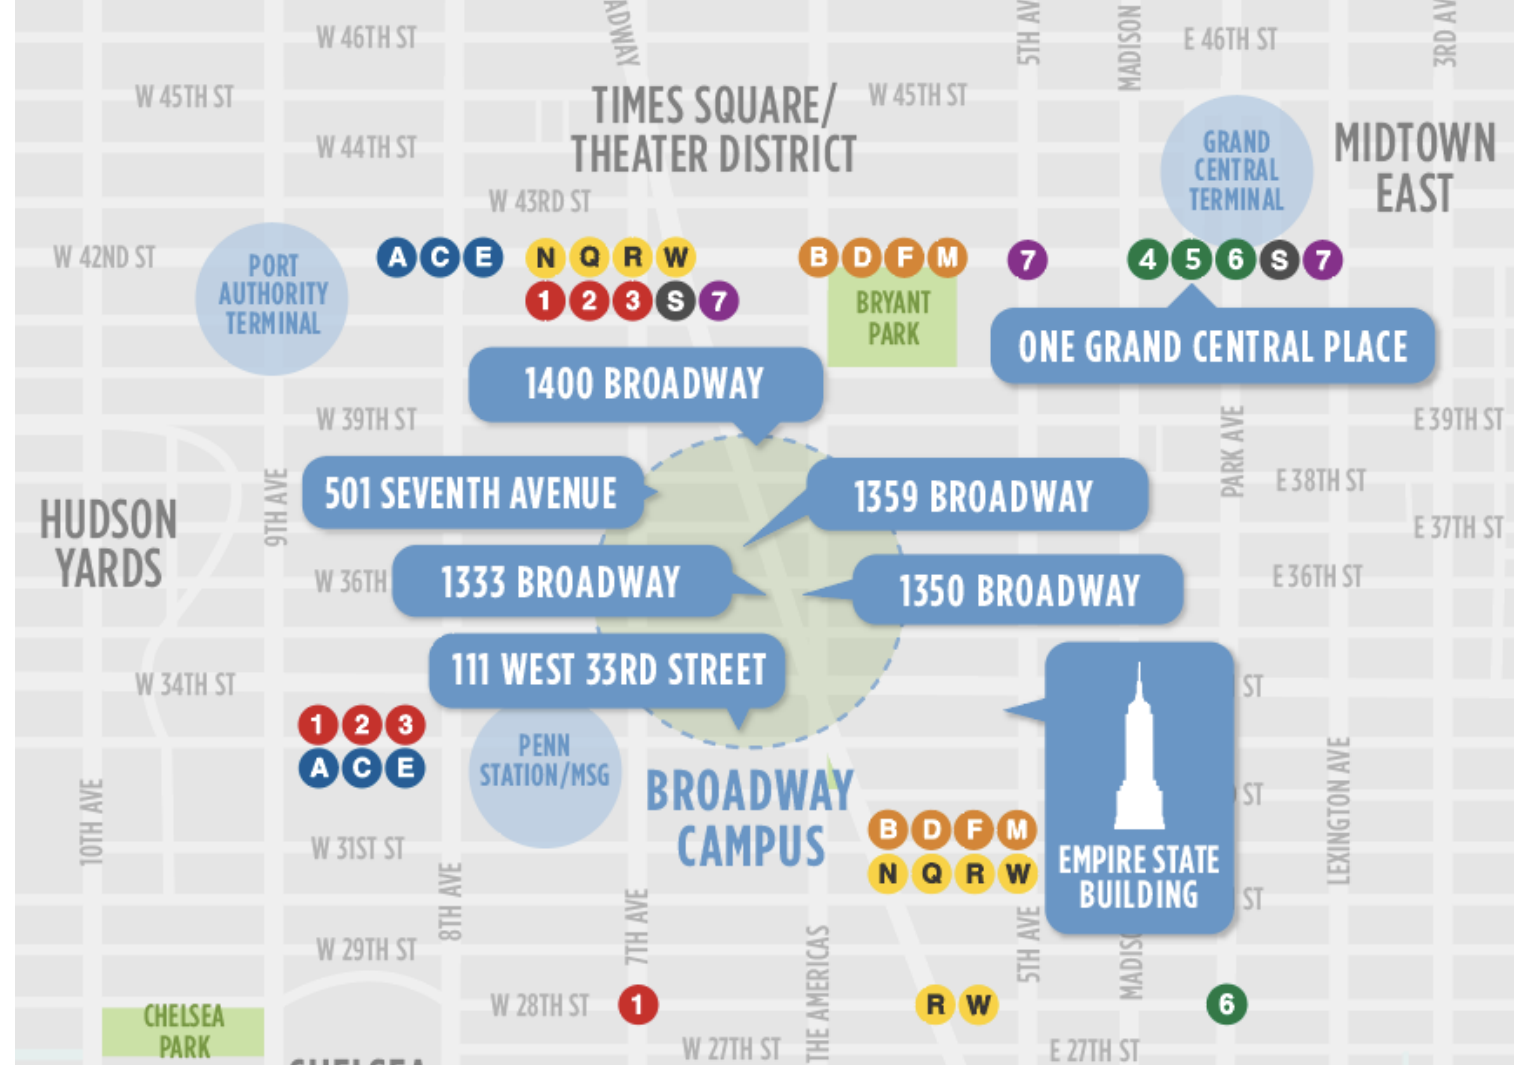 ADWAY
5TH AV
MADISON
3RD AV
W 46TH ST
E 46TH ST
W 45TH ST
TIMES SQUARE/
THEATER DISTRICT
W 45TH ST
W 44TH ST
GRAND
CENTRAL
TERMINAL
MIDTOWN
EAST
W 43RD ST
W 42ND ST
PORT
AUTHORITY
TERMINAL
A C E
N Q R W
1 2 3 S 7
B D F M
BRYANT
PARK
7
4 5 6 S 7
ONE GRAND CENTRAL PLACE
1400 BROADWAY
W 39TH ST
E 39TH ST
PARK AVE
9TH AVE
501 SEVENTH AVENUE
1359 BROADWAY
E 38TH ST
HUDSON
YARDS
E 37TH ST
W 36TH
1333 BROADWAY
1350 BROADWAY
E 36TH ST
111 WEST 33RD STREET
W 34TH ST
ST
1 2 3
A C E
PENN
STATION/MSG
BROADWAY
CAMPUS
ST
10TH AVE
LEXINGTON AVE
B D F M
N Q R W
EMPIRE STATE
BUILDING
W 31ST ST
ST
8TH AVE
7TH AVE
THE AMERICAS
5TH AVE
MADISO
W 29TH ST
W 28TH ST
1
R W
6
CHELSEA
PARK
W 27TH ST
E 27TH ST
CHELSEA